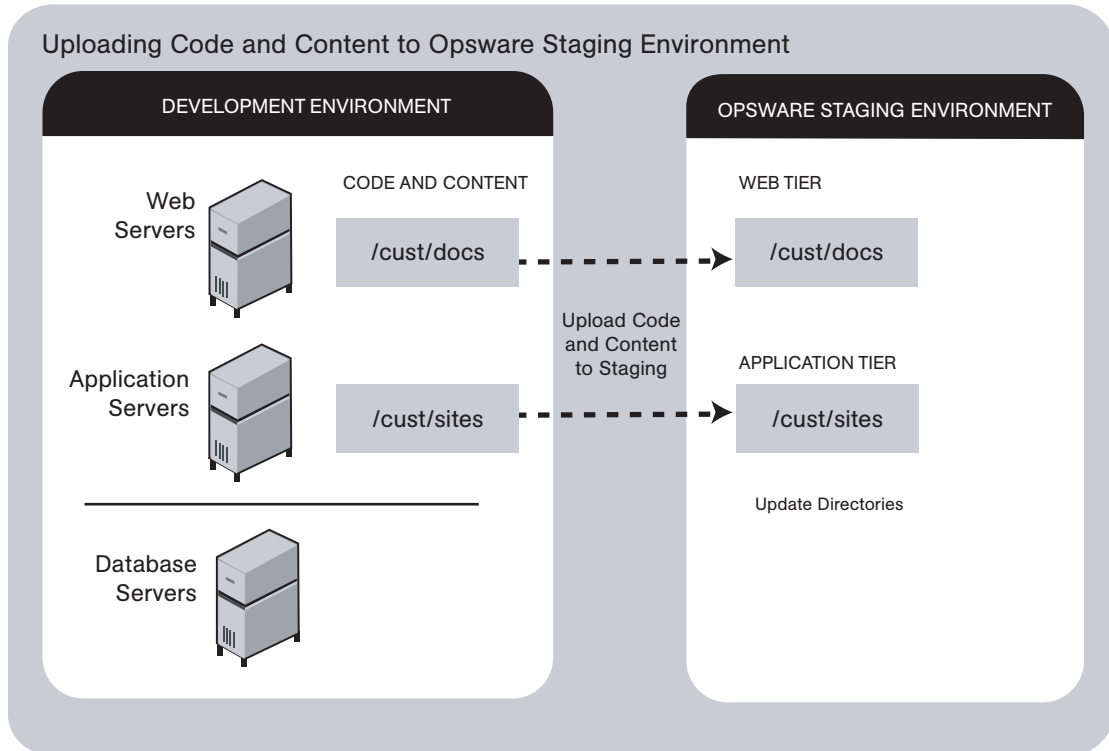 Uploading Code and Content to Opsware Staging Environment
DEVELOPMENT ENVIRONMENT
OPSWARE STAGING ENVIRONMENT
Web
Servers
CODE AND CONTENT
/cust/docs
WEB TIER
/cust/docs
Upload Code
and Content
to Staging
Application
Servers
/cust/sites
APPLICATION TIER
/cust/sites
Update Directories
Database
Servers